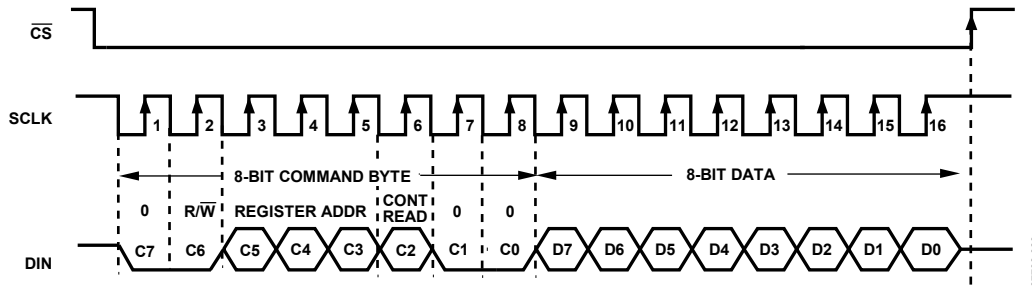 CS
SCLK
1 2 3 4 5 6 7 8 9 10 11 12 13 14 15 16
8-BIT COMMAND BYTE 8-BIT DATA
0 R/W REGISTER ADDR CONT READ 0 0
DIN C7 C6 C5 C4 C3 C2 C1 C0 D7 D6 D5 D4 D3 D2 D1 D0